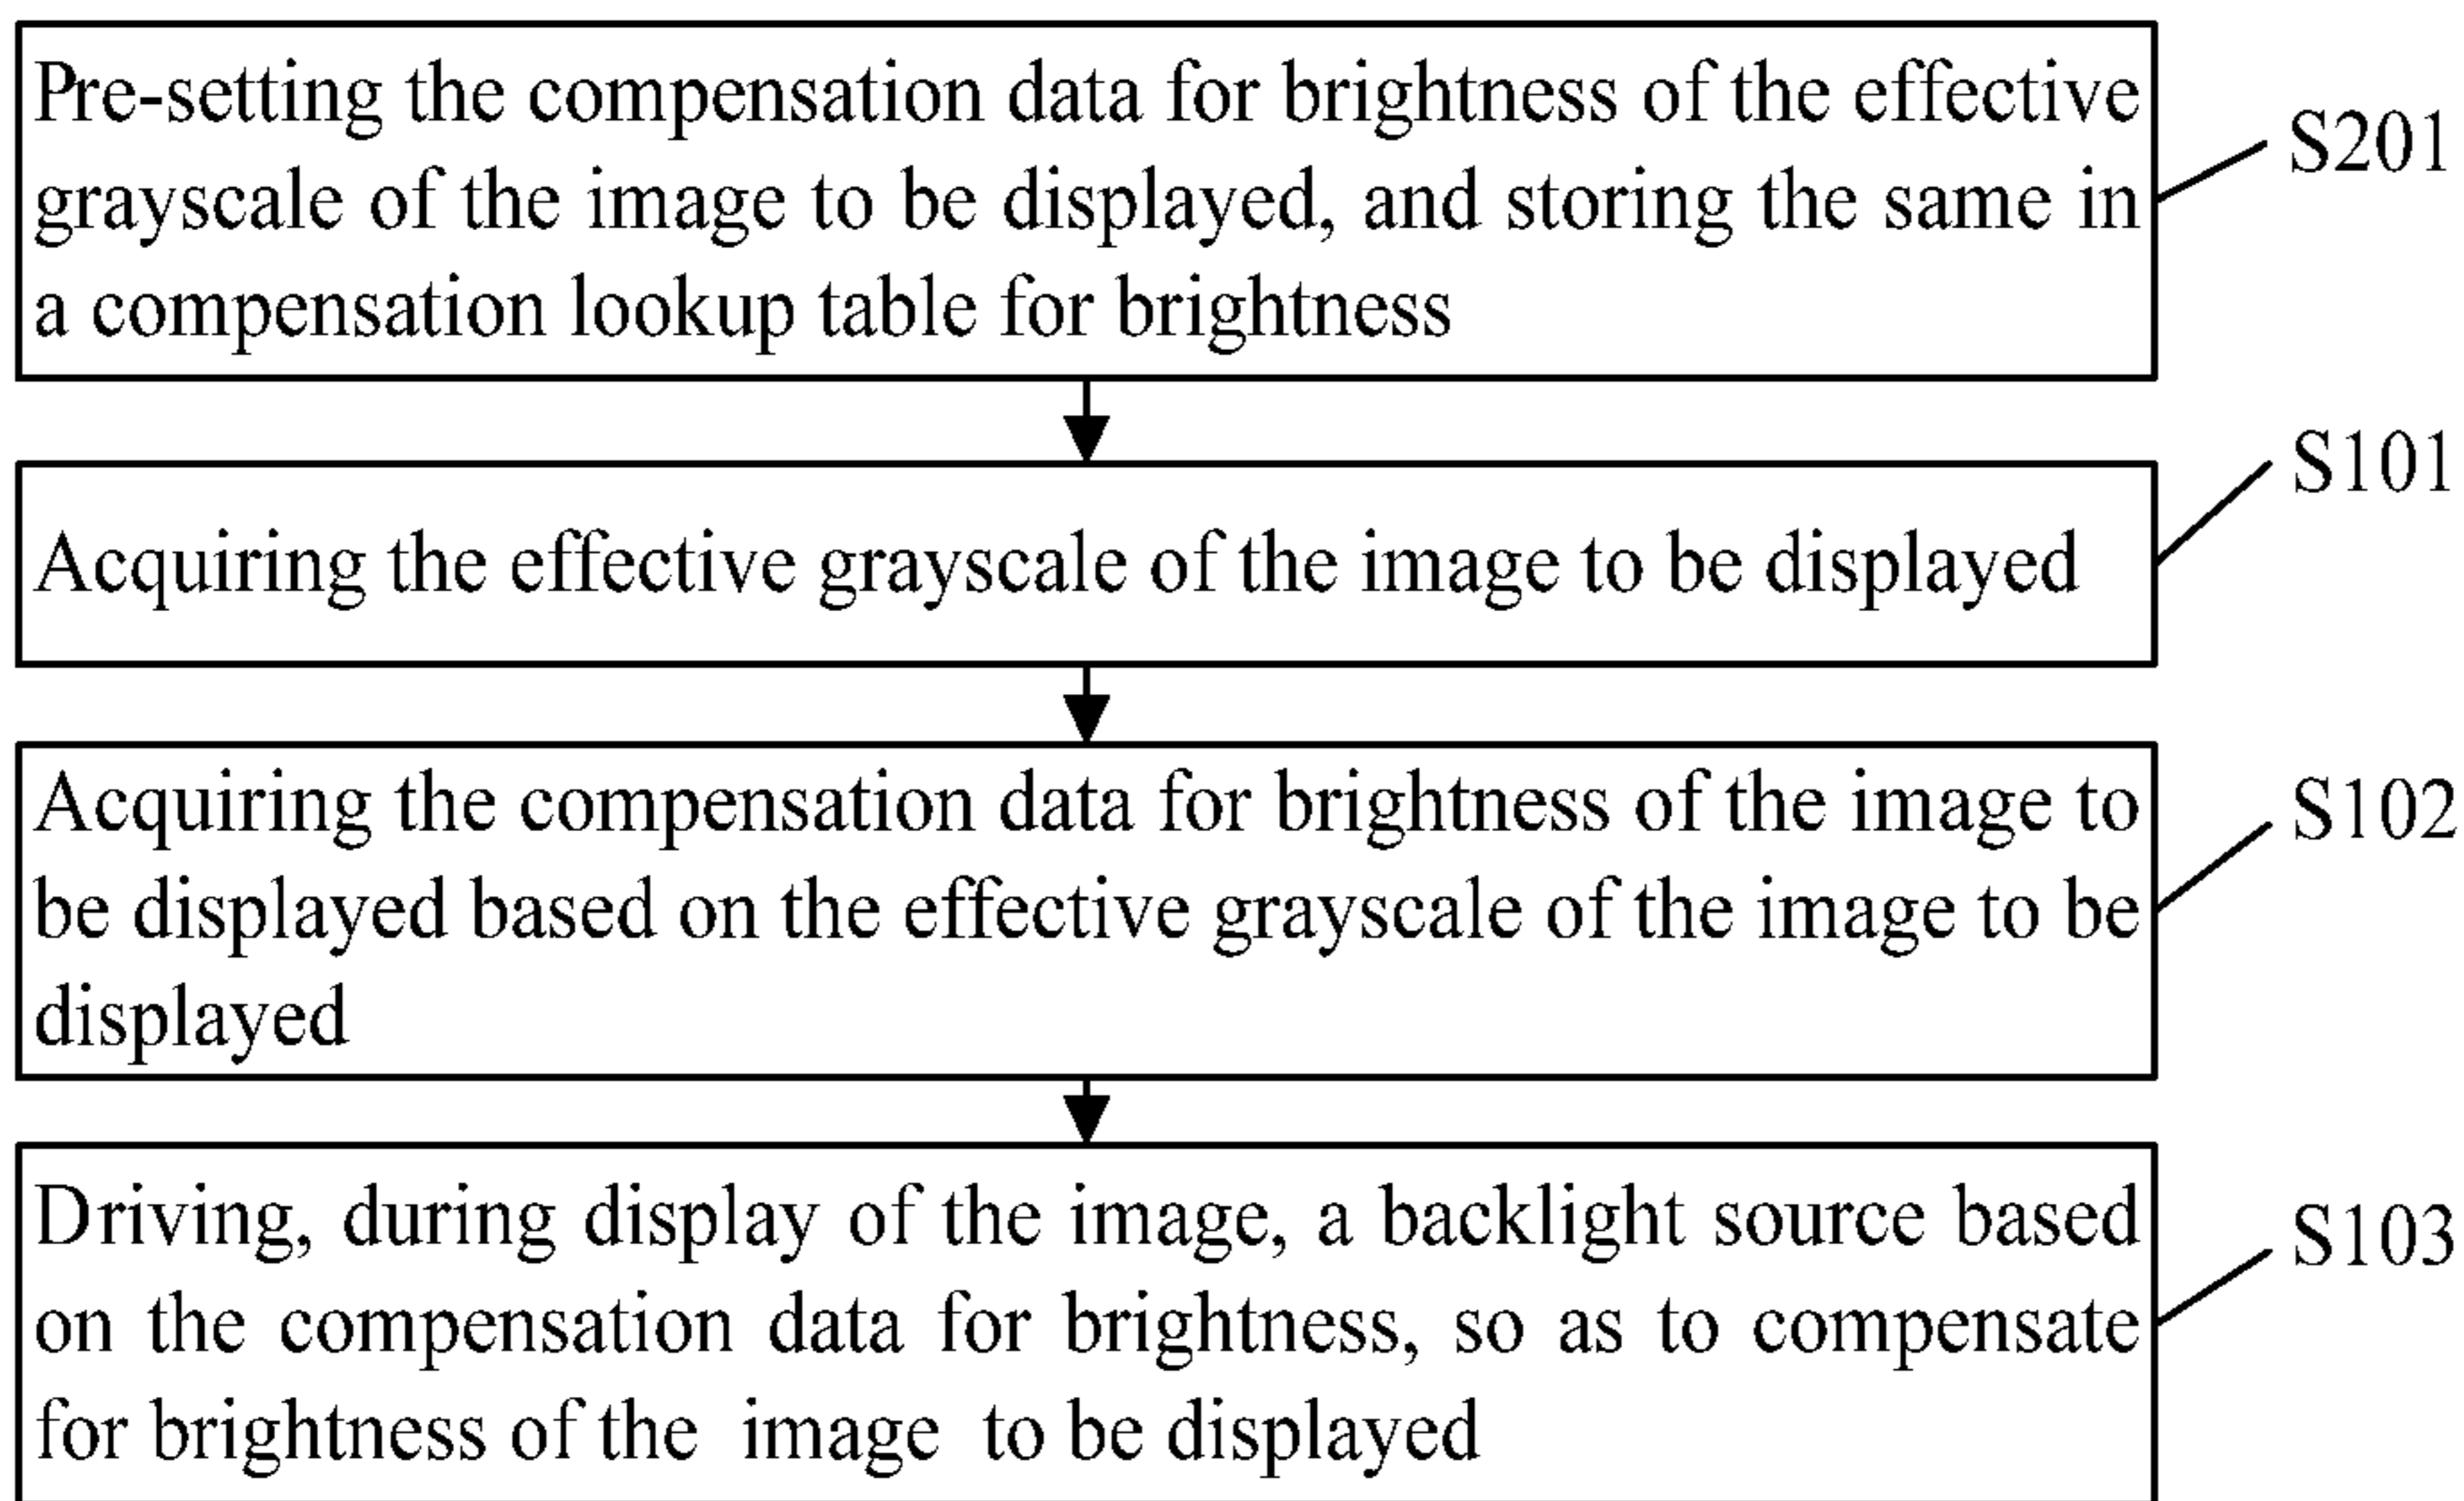 Pre-setting the compensation data for brightness of the effective
grayscale of the image to be displayed, and storing the same in
a compensation lookup table for brightness
S201
Acquiring the effective grayscale of the image to be displayed
S101
Acquiring the compensation data for brightness of the image to
be displayed based on the effective grayscale of the image to be
displayed
S102
Driving, during display of the image, a backlight source based
on the compensation data for brightness, so as to compensate
for brightness of the image to be displayed
S103